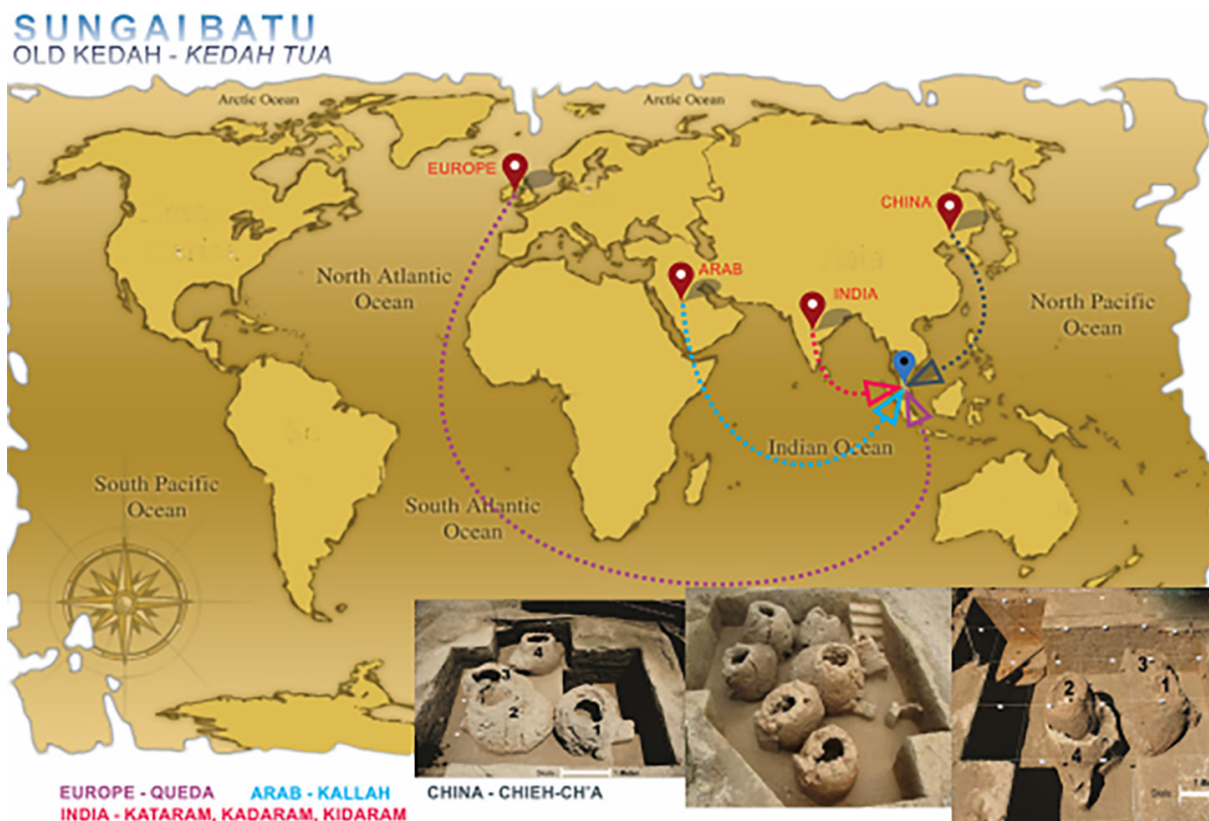 SUNGAIBATU
OLD KEDAH - KEDAH TUA
Arctic Ocean
Arctic Ocean
EUROPE
CHINA
ARAB
INDIA
North Atlantic
Ocean
North Pacific
Ocean
Indian Ocean
South Pacific
Ocean
South Atlantic
Ocean
4
3
2
1
1
2
3
1
4
EUROPE - QUEDA
ARAB - KALLAH
CHINA - CHIEH-CH'A
INDIA - KATARAM, KADARAM, KIDARAM